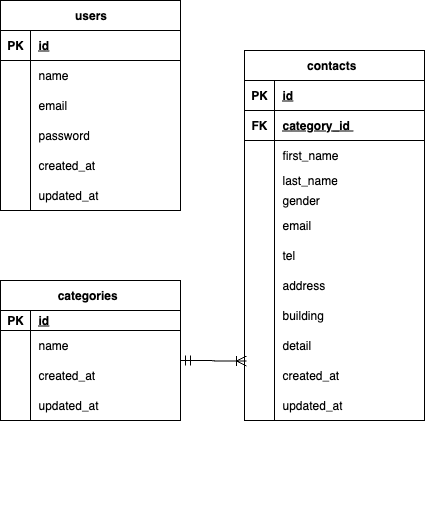 users
PK id
name
email
password
created_at
updated_at
contacts
PK id
FK category_id
first_name
last_name
gender
email
tel
address
building
detail
created_at
updated_at
categories
PK id
name
created_at
updated_at